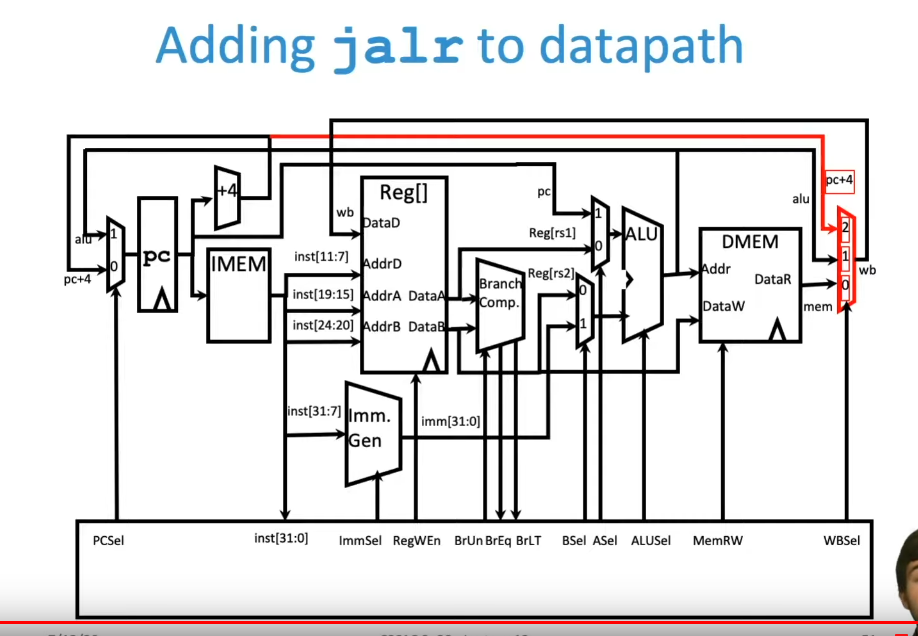 Adding jalr to datapath
pc+4
alu
+4
Reg[]
pc
wb
DataD
Reg[rs1]
1
ALU
2
DMEM
alu
1
pc
IMEM
inst[11:7]
AddrD
0
1
0
pc+4
inst[19:15]
AddrA
DataA
Branch
Comp.
Reg[rs2]
0
Addr
DataR
wb
0
inst[24:20]
AddrB
DataB
1
DataW
mem
inst[31:7]
Imm.
Gen
imm[31:0]
PCSel
inst[31:0]
ImmSel
RegWEn
BrUn
BrEq
BrLT
BSel
ASel
ALUSel
MemRW
WBSel